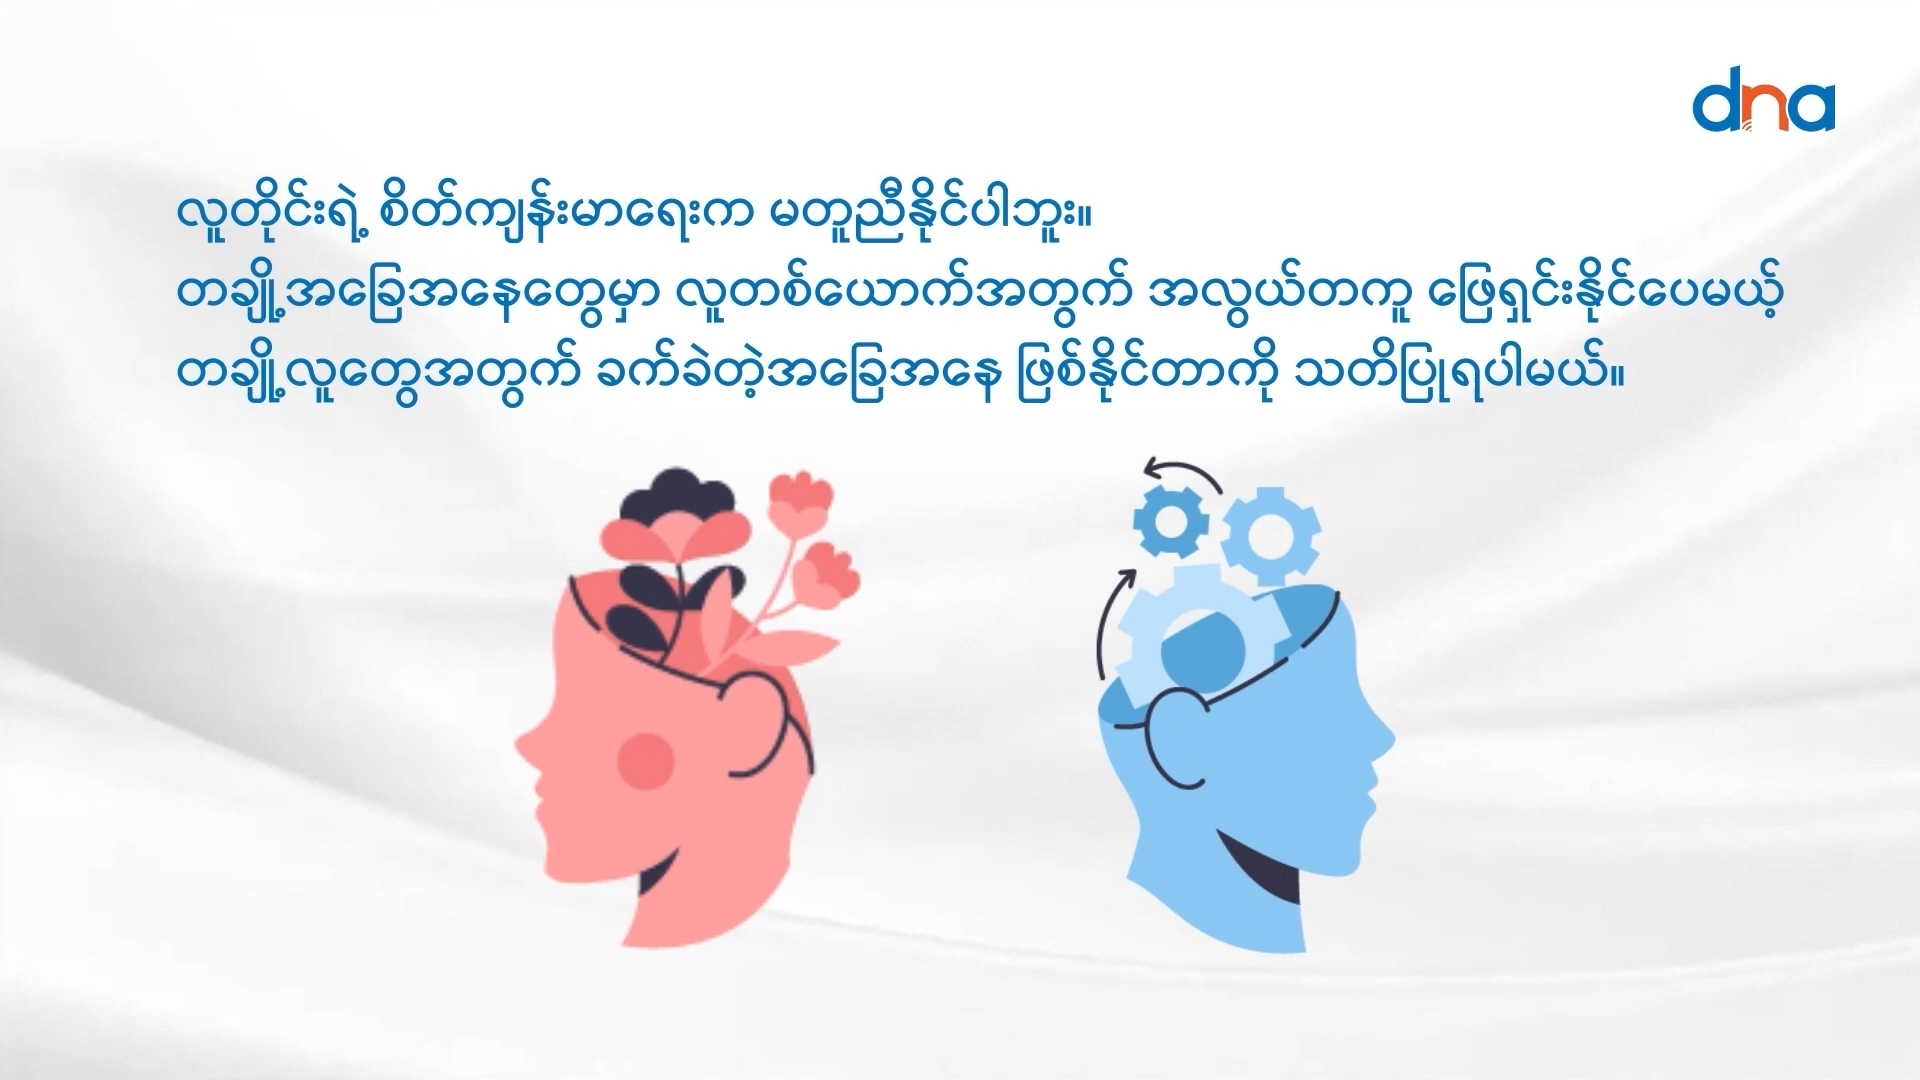 dna
လူတိုင်းရဲ့ စိတ်ကျန်းမာရေးက မတူညီနိုင်ပါဘူး။
တချို့အခြေအနေတွေမှာ လူတစ်ယောက်အတွက် အလွယ်တကူ ဖြေရှင်းနိုင်ပေမယ့်
တချို့လူတွေအတွက် ခက်ခဲတဲ့အခြေအနေ ဖြစ်နိုင်တာကို သတိပြုရပါမယ်။